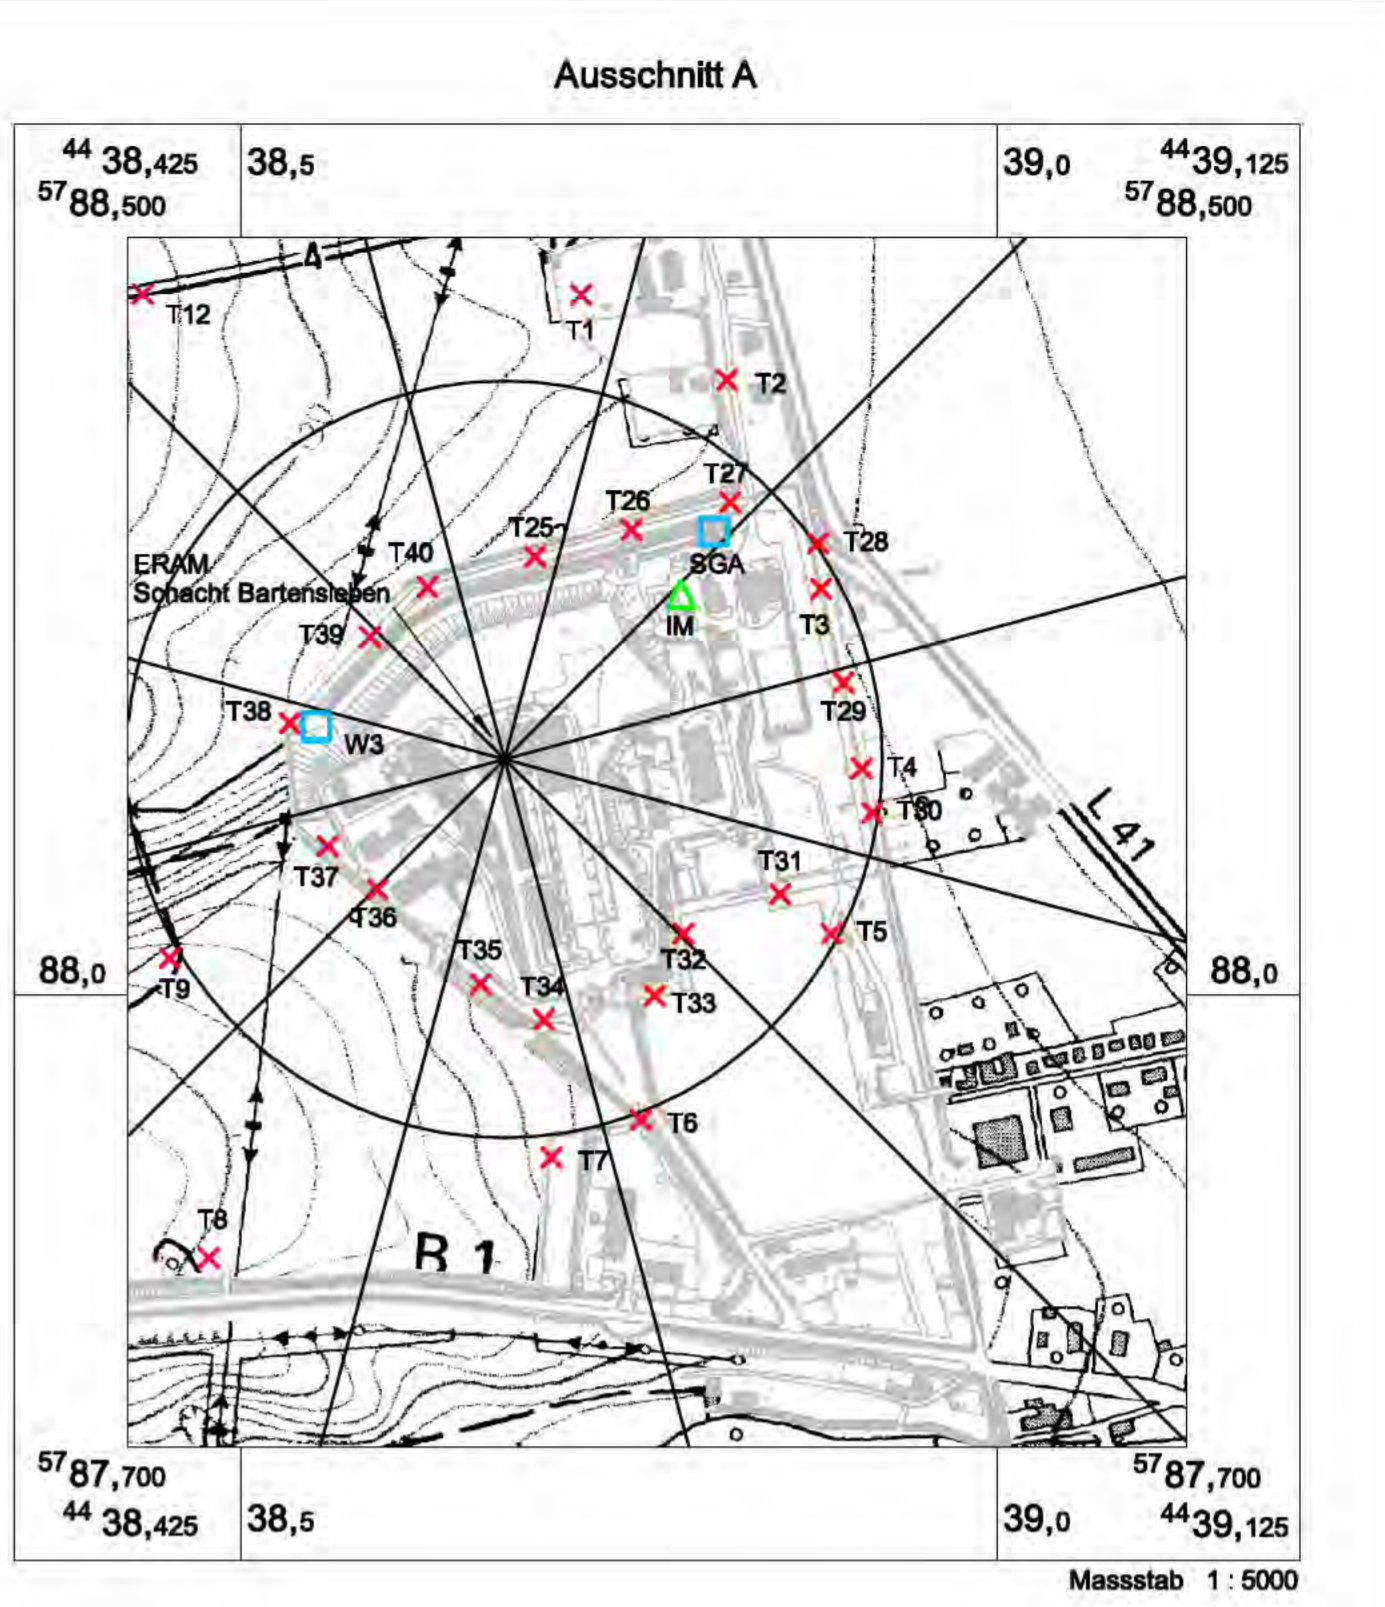 Ausschnitt A
44 38,425
38,5
39,0
44 39,125
57 88,500
57 88,500
4
T12
T1
T2
T27
T26
T25
T28
SGA
T40
ERAM
Schacht Bartensleben
IM
T3
T39
T38
W3
T29
T4
T30
L 41
T31
T37
T36
T5
T32
T35
T34
T33
88,0
T9
88,0
T6
T7
T8
B 1
57 87,700
57 87,700
44 38,425
38,5
39,0
44 39,125
Massstab 1 : 5000